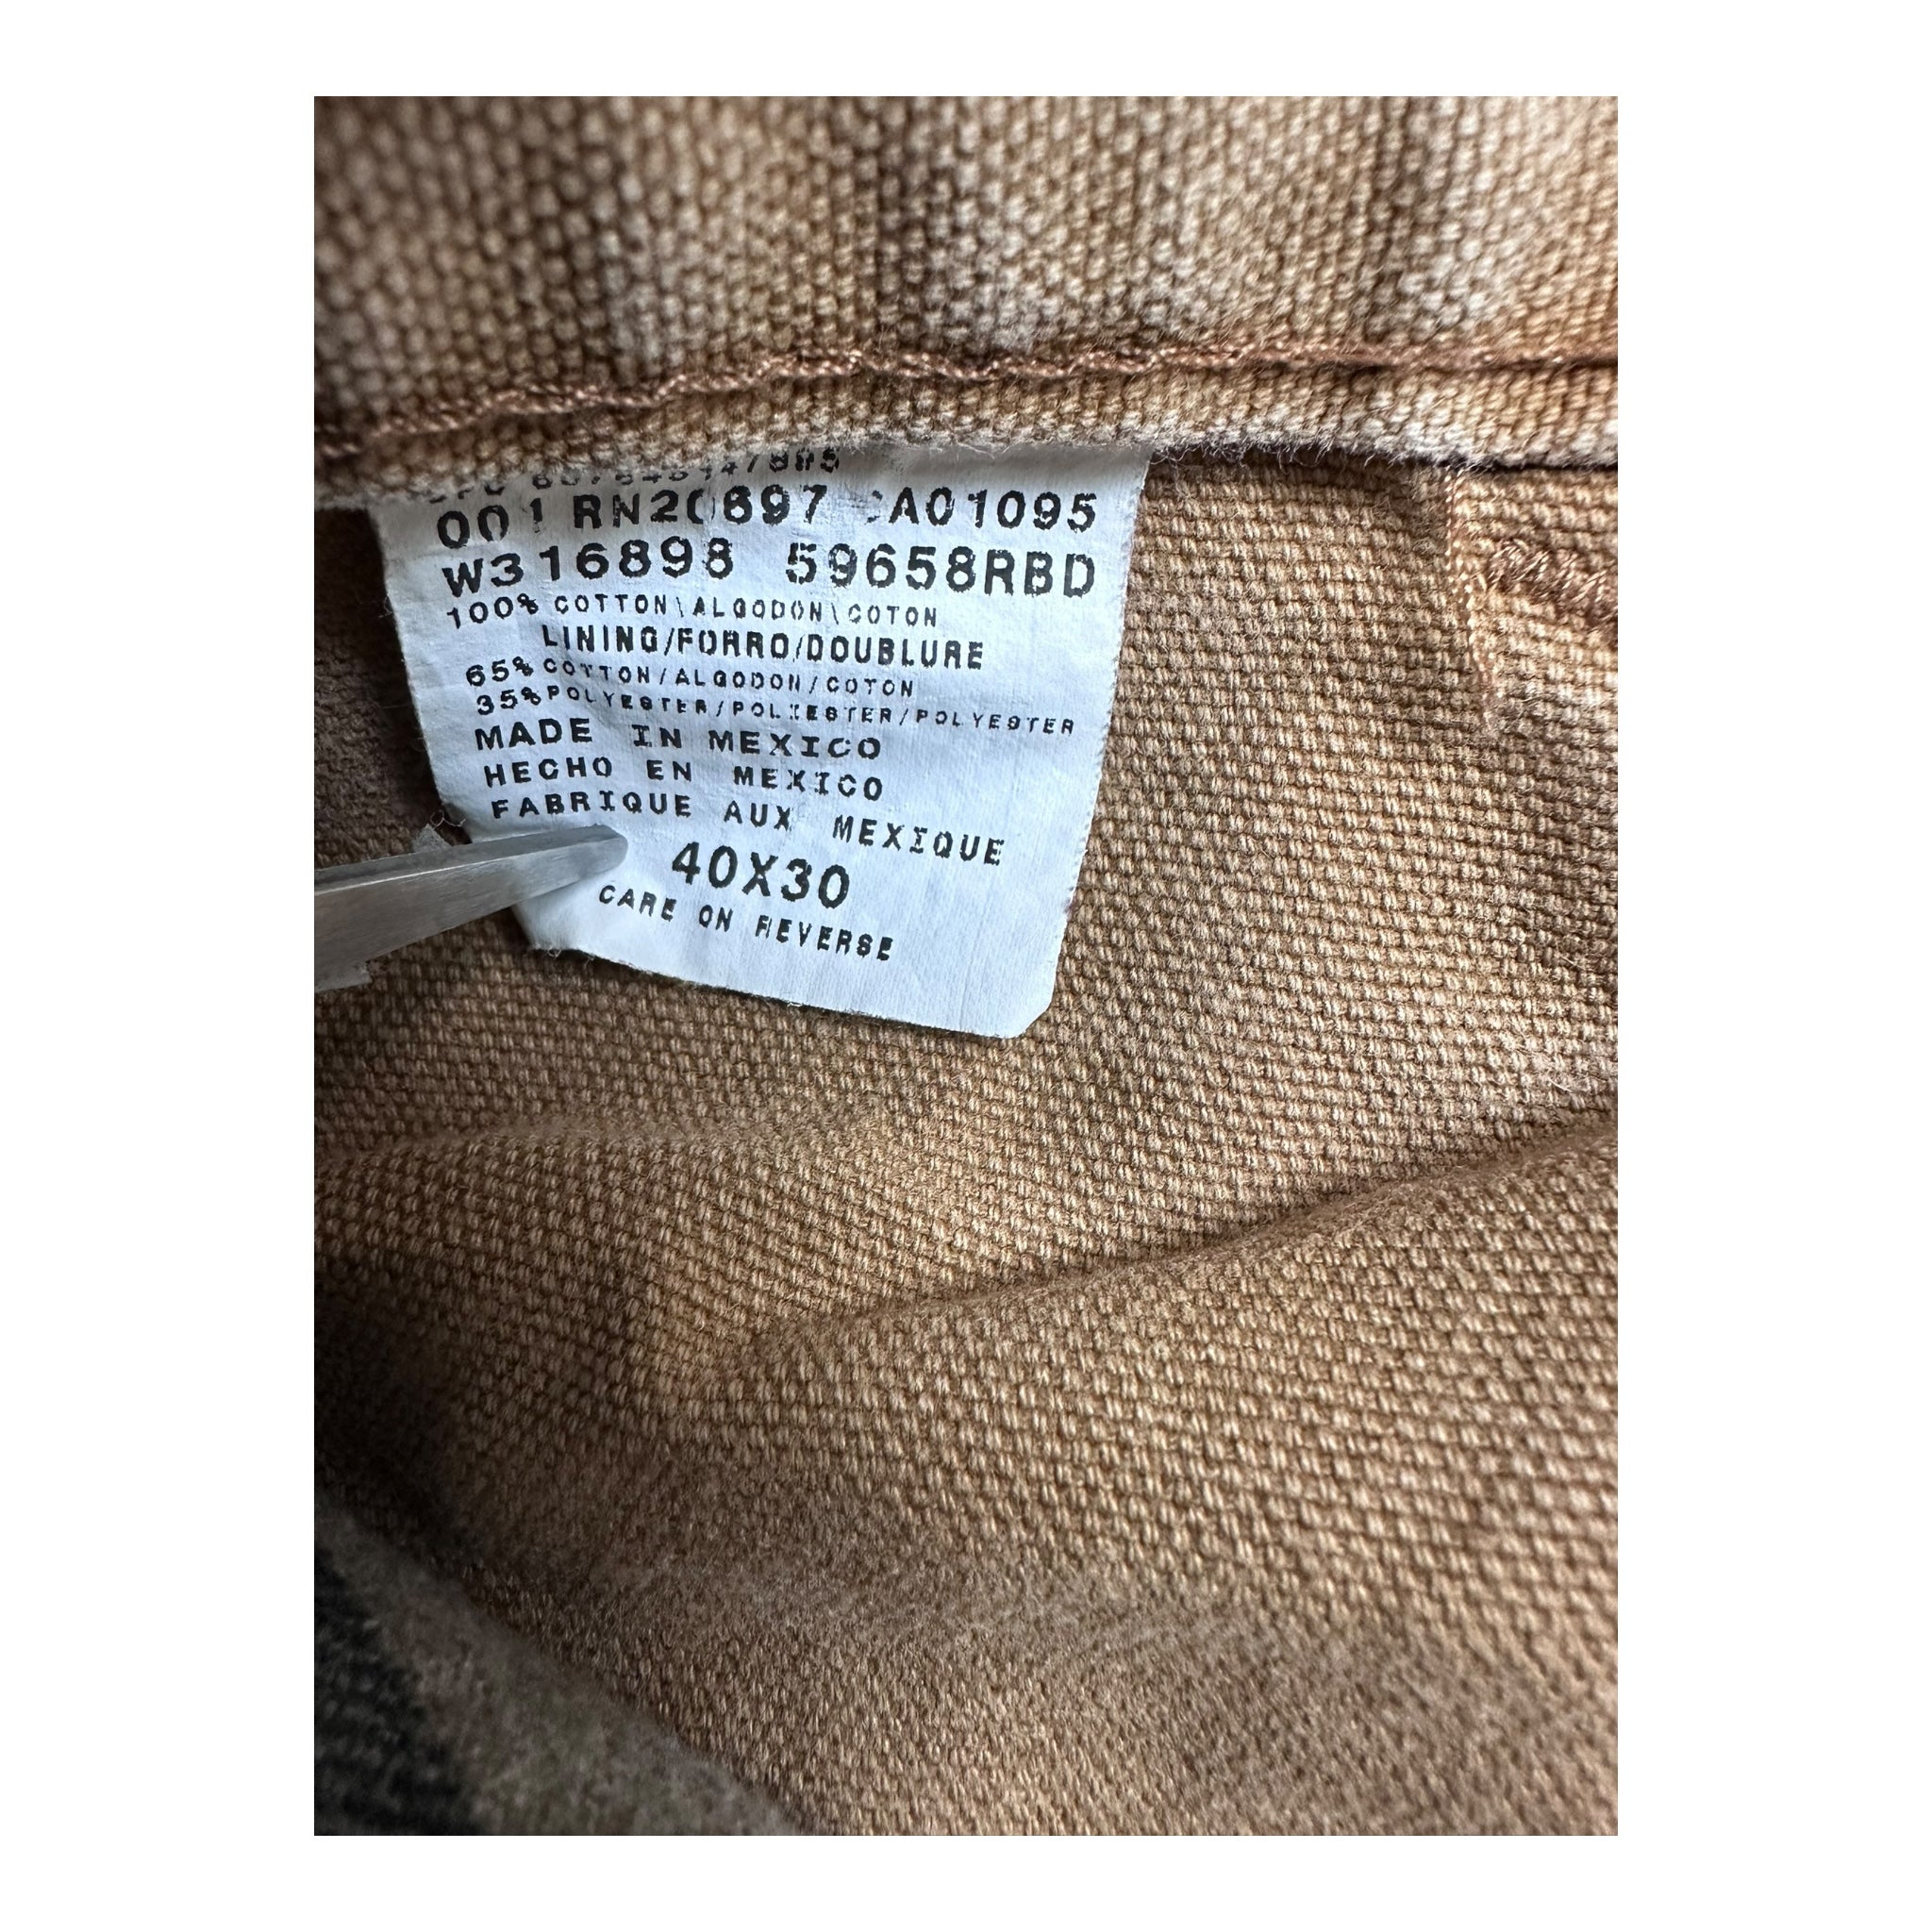 001 RN20697 CA01095
W316898 59658RBD
100% COTTON\ALGODON\COTON
LINING/FORRO/DOUBLURE
65% COTTON/ALGODON/COTON
35% POLYESTER/POLIESTER/POLYESTER
MADE IN MEXICO
HECHO EN MEXICO
FABRIQUE AUX MEXIQUE
40X30
CARE ON REVERSE